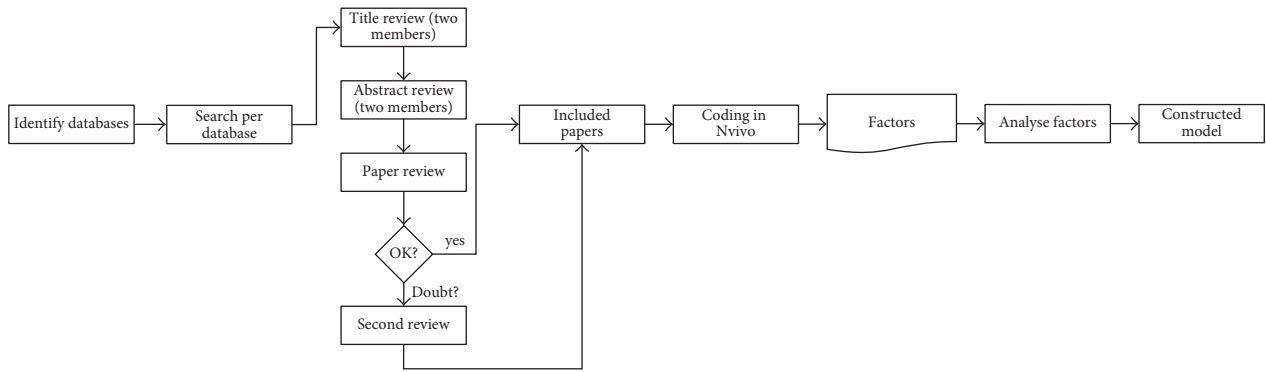 Identify databases
Search per
database
Title review (two
members)
Abstract review
(two members)
Paper review
OK?
yes
Doubt?
Second review
Included
papers
Coding in
Nvivo
Factors
Analyse factors
Constructed
model